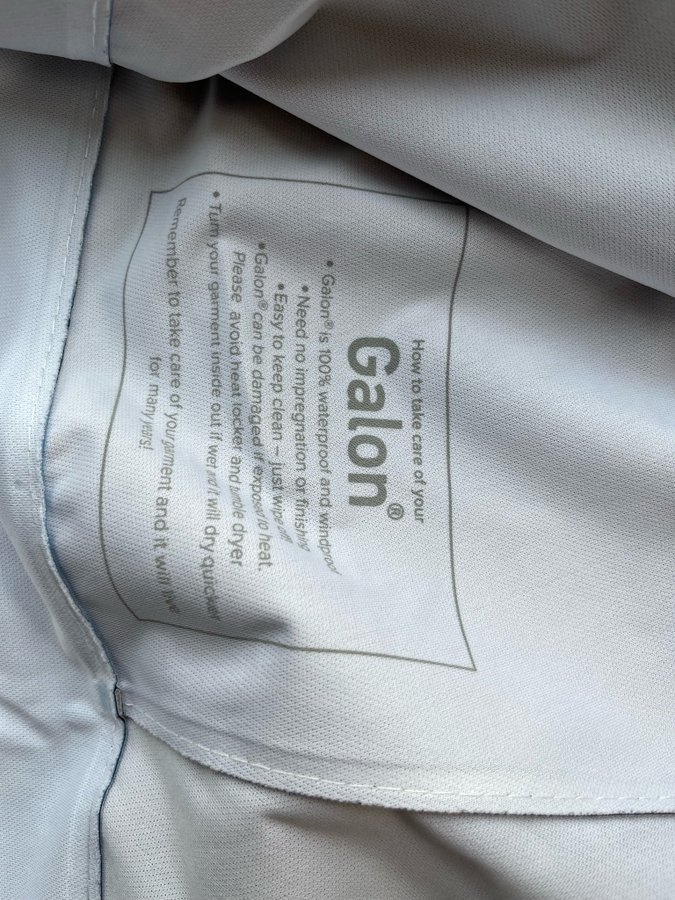 How to take care of your
Galon®
• Galon® is 100% waterproof and windproof
• Need no impregnation or finishing
• Easy to keep clean – just wipe off!
• Galon® can be damaged if exposed to heat.
Please avoid heat locker and tumble dryer
• Turn your garment inside out if wet and it will dry quicker
Remember to take care of your garment and it will live
for many years!